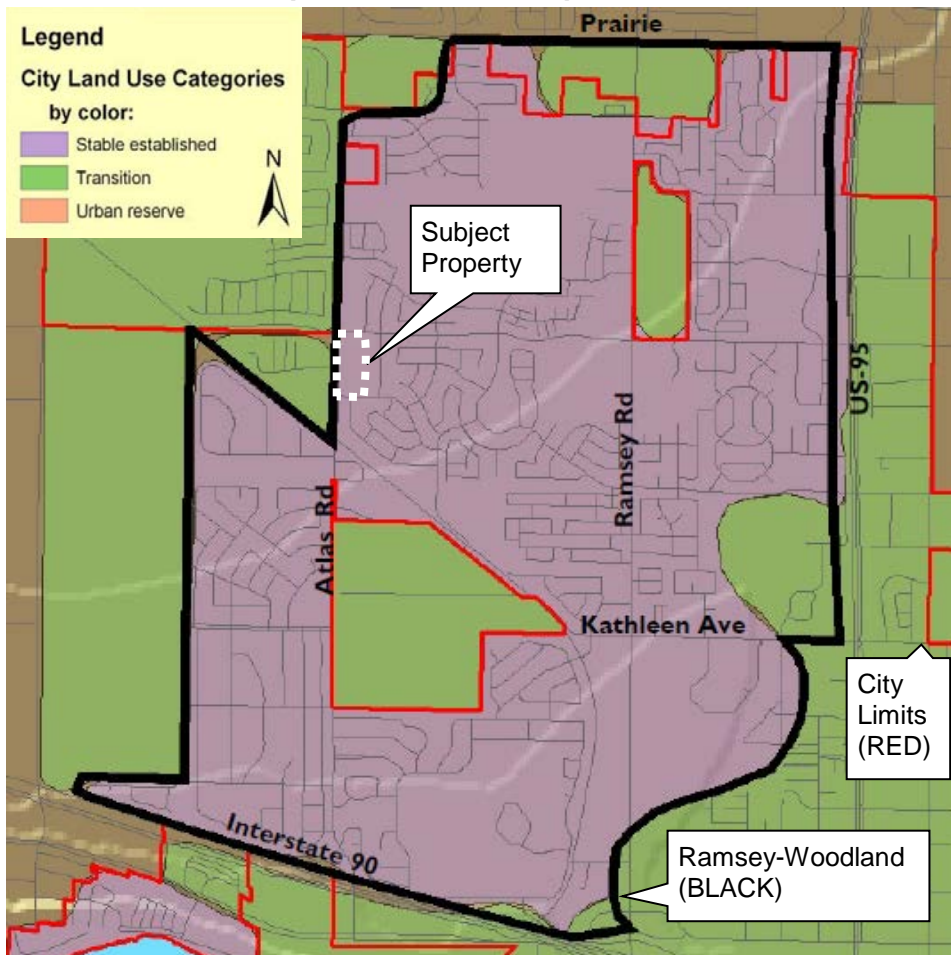 Legend
City Land Use Categories
by color:
Stable established
Transition
Urban reserve
N
Prairie
Subject
Property
US-95
Ramsey Rd
Atlas Rd
Kathleen Ave
City
Limits
(RED)
Interstate 90
Ramsey-Woodland
(BLACK)